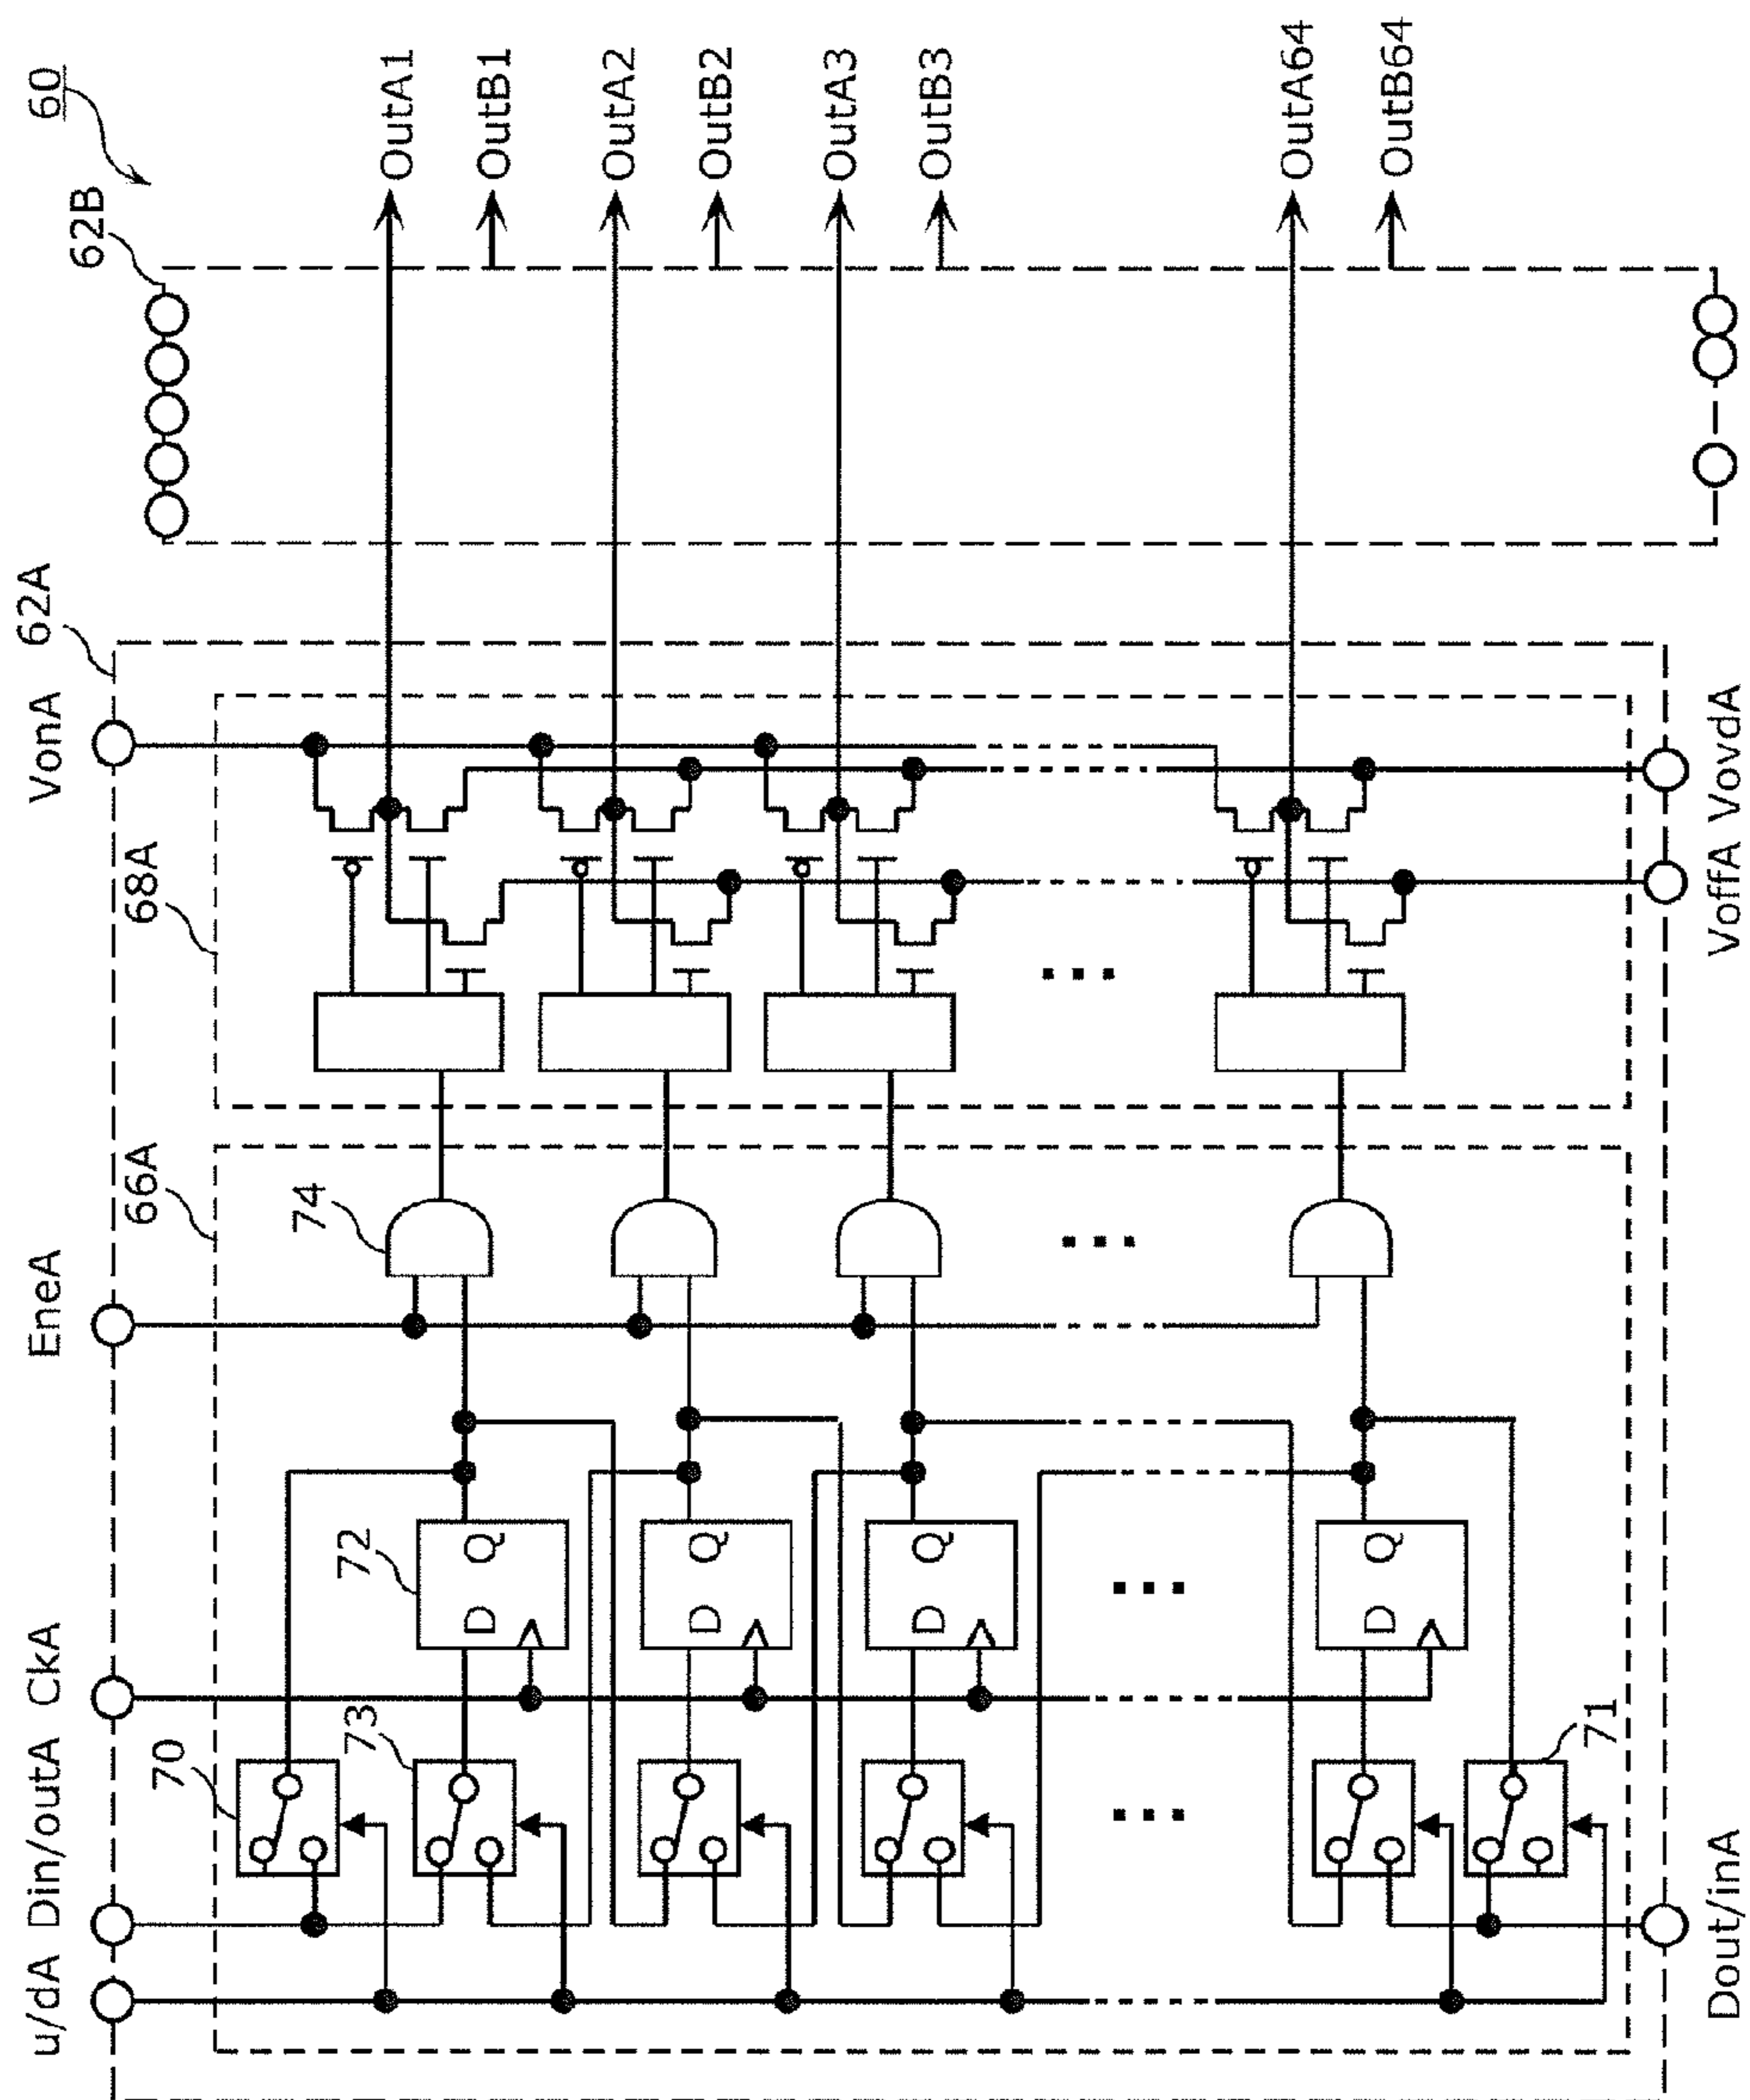 60
62B
OutA1
OutB1
OutA2
OutB2
OutA3
OutB3
OutA64
OutB64
62A
VonA
68A
VoffA
VovdA
66A
74
EneA
72
D
Q
D
Q
D
Q
...
D
Q
CkA
73
70
71
Din/outA
u/dA
Dout/inA